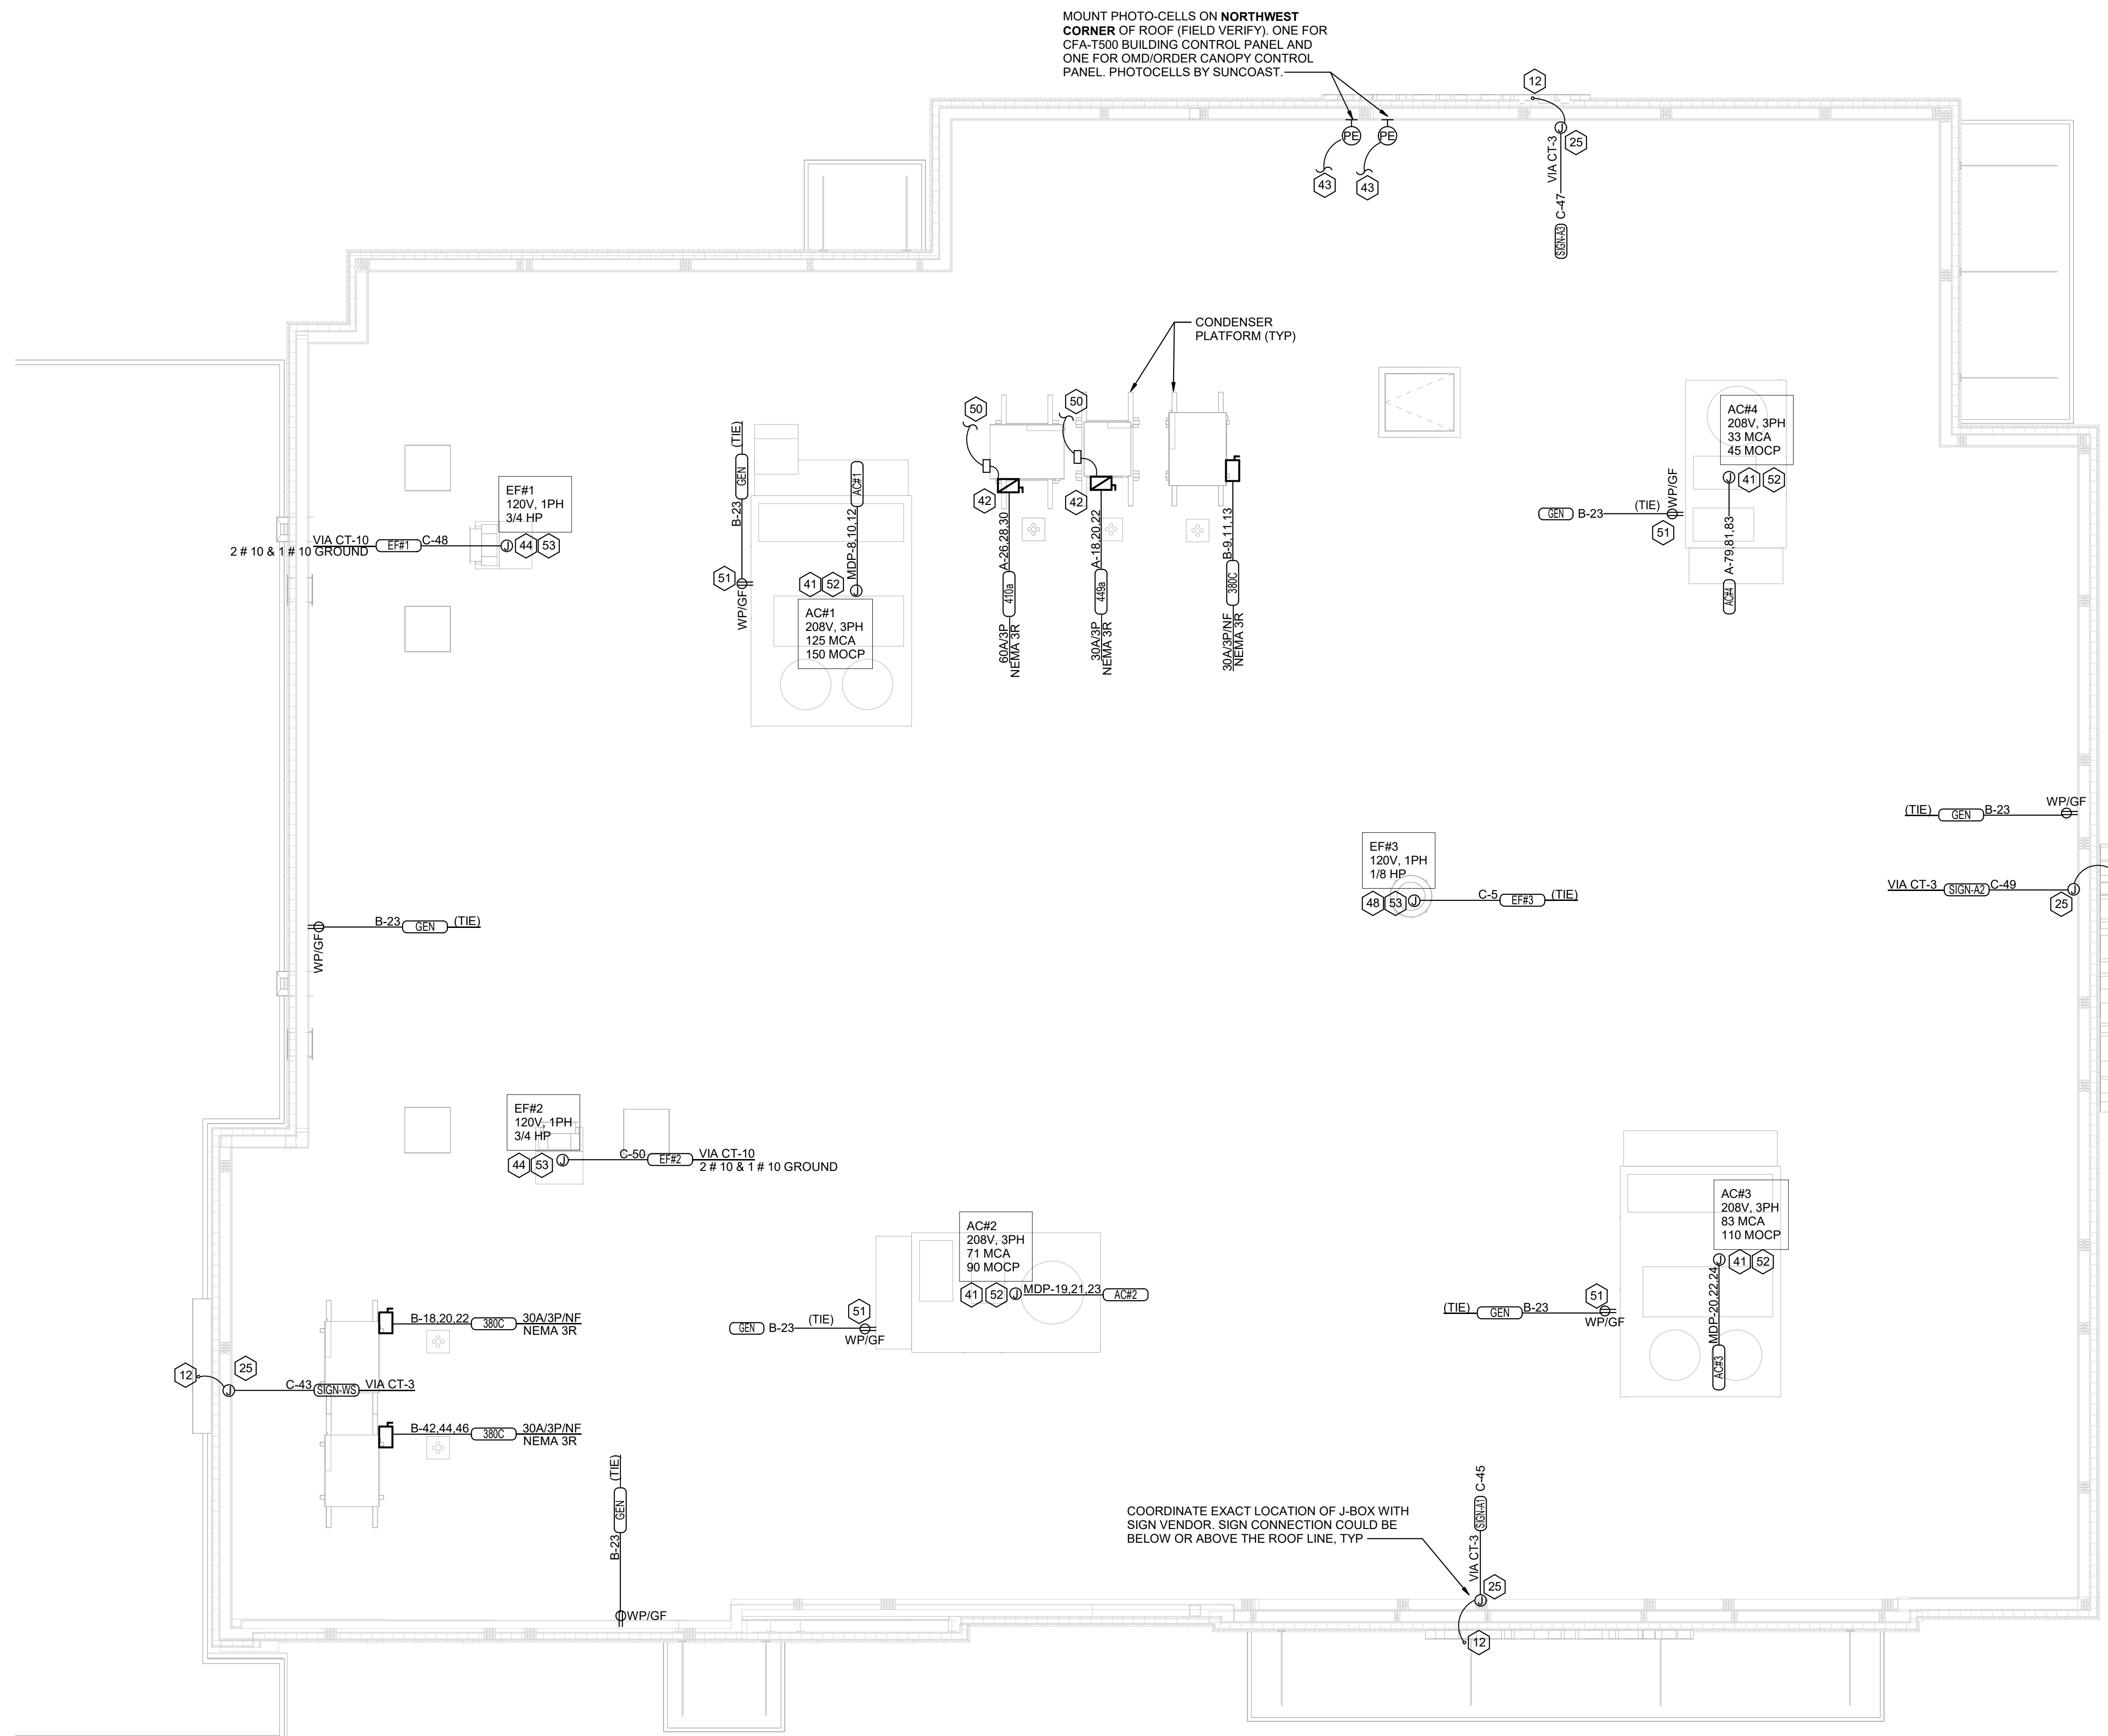 MOUNT PHOTO-CELLS ON NORTHWEST
CORNER OF ROOF (FIELD VERIFY). ONE FOR
CFA-T500 BUILDING CONTROL PANEL AND
ONE FOR OMD/ORDER CANOPY CONTROL
PANEL. PHOTOCELLS BY SUNCOAST.
12
PE
PE
J
25
43
43
VIA CT-3
C-47
SIGN-A3
CONDENSER
PLATFORM (TYP)
50
50
42
42
A-26,28,30
410a
60A/3P
NEMA 3R
A-18,20,22
449a
30A/3P
NEMA 3R
B-9,11,13
380C
30A/3P/NF
NEMA 3R
AC#4
208V, 3PH
33 MCA
45 MOCP
J
41
52
A-79,81,83
AC#4
GEN
B-23
(TIE)
WP/GF
51
EF#1
120V, 1PH
3/4 HP
VIA CT-10
2 # 10 & 1 # 10 GROUND
EF#1
C-48
J
44
53
(TIE)
GEN
B-23
51
WP/GF
AC#1
MDP-8,10,12
41
52
J
AC#1
208V, 3PH
125 MCA
150 MOCP
(TIE)
GEN
B-23
WP/GF
EF#3
120V, 1PH
1/8 HP
48
53
J
C-5
EF#3
(TIE)
VIA CT-3
SIGN-A2
C-49
J
25
WP/GF
B-23
GEN
(TIE)
EF#2
120V, 1PH
3/4 HP
44
53
J
C-50
EF#2
VIA CT-10
2 # 10 & 1 # 10 GROUND
AC#2
208V, 3PH
71 MCA
90 MOCP
41
52
J
MDP-19,21,23
AC#2
GEN
B-23
(TIE)
51
WP/GF
AC#3
208V, 3PH
83 MCA
110 MOCP
J
41
52
MDP-20,22,24
AC#3
(TIE)
GEN
B-23
51
WP/GF
B-18,20,22
380C
30A/3P/NF
NEMA 3R
12
25
J
C-43
SIGN-WS
VIA CT-3
B-42,44,46
380C
30A/3P/NF
NEMA 3R
(TIE)
GEN
B-23
WP/GF
COORDINATE EXACT LOCATION OF J-BOX WITH
SIGN VENDOR. SIGN CONNECTION COULD BE
BELOW OR ABOVE THE ROOF LINE, TYP
C-45
SIGN-A1
VIA CT-3
25
J
12